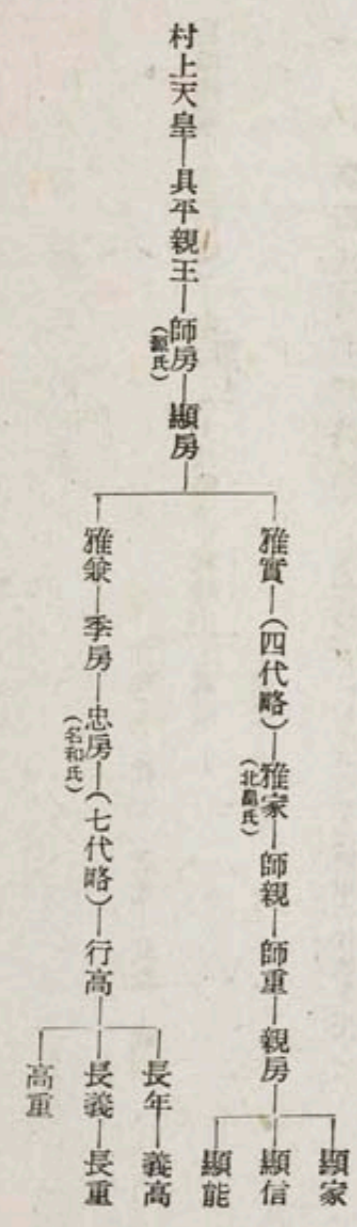 村上天皇―具平親王―師房―顯房
(源氏)
雅實―(四代略)―雅家―師親―師重―親房
(北畠氏)
顯家
顯信
顯能
雅兼―季房―忠房―(七代略)―行高
(名和氏)
長年―義高
長義―長重
高重